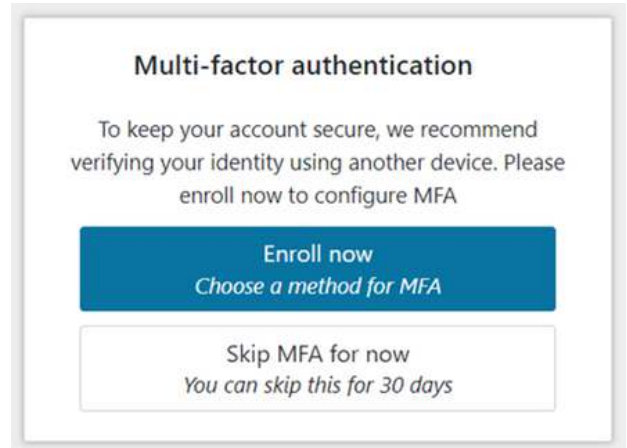 Multi-factor authentication
To keep your account secure, we recommend
verifying your identity using another device. Please
enroll now to configure MFA
Enroll now
Choose a method for MFA
Skip MFA for now
You can skip this for 30 days